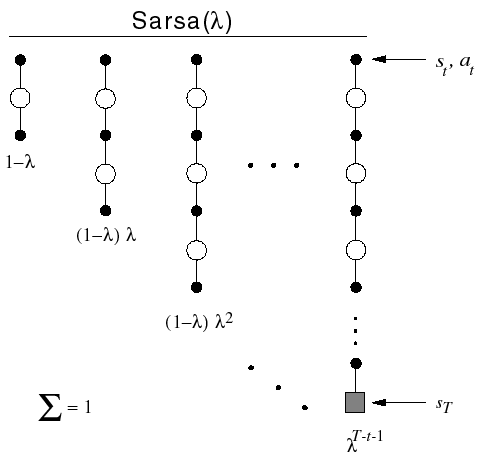 Sarsa(λ)
s_t, a_t
1−λ
(1−λ) λ
(1−λ) λ^2
Σ = 1
s_T
λ^{T-t-1}